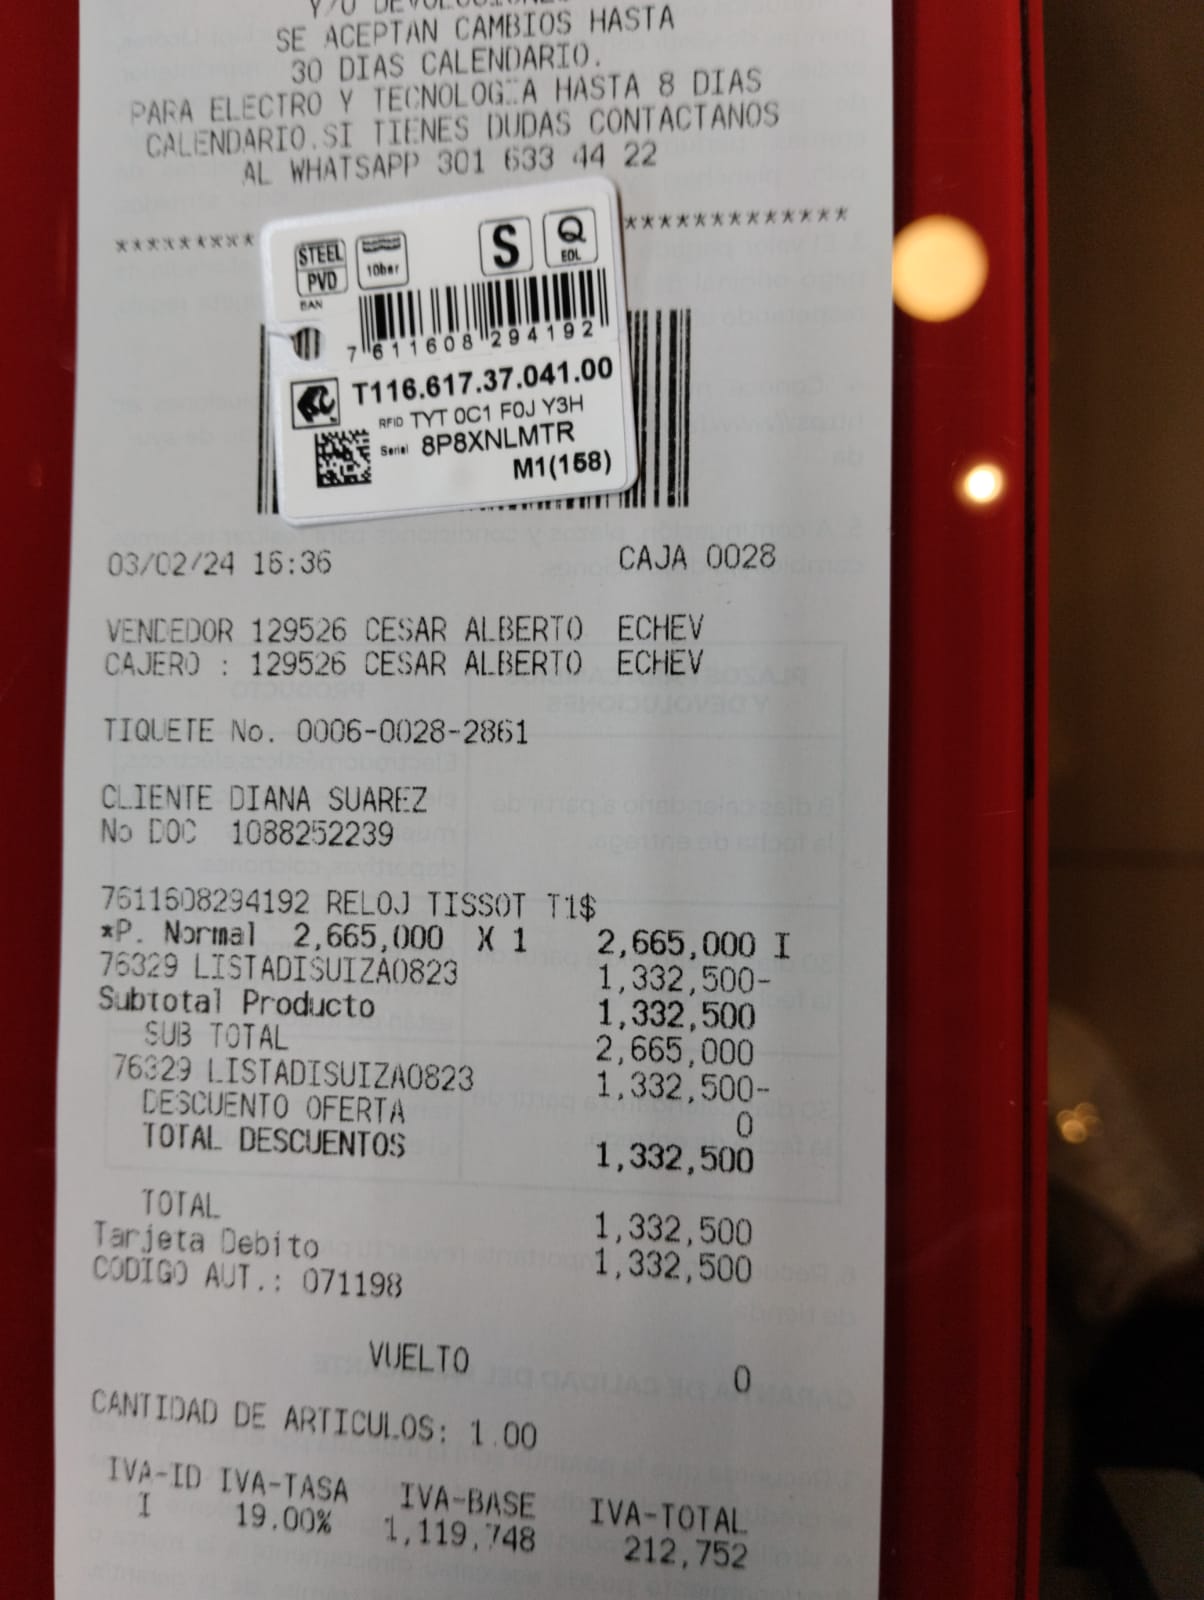 Y/O DEVOLUCIONES
SE ACEPTAN CAMBIOS HASTA
30 DIAS CALENDARIO.
PARA ELECTRO Y TECNOLOGIA HASTA 8 DIAS
CALENDARIO.SI TIENES DUDAS CONTACTANOS
AL WHATSAPP 301 633 44 22
STEEL
PVD
10bar
S
Q
EOL
EAN
7 611608 294192
T116.617.37.041.00
RFID TYT 0C1 F0J Y3H
Serial 8P8XNLMTR
M1(158)
03/02/24 16:36 CAJA 0028
VENDEDOR 129526 CESAR ALBERTO ECHEV
CAJERO : 129526 CESAR ALBERTO ECHEV
TIQUETE No. 0006-0028-2861
CLIENTE DIANA SUAREZ
No DOC 1088252239
7611608294192 RELOJ TISSOT T1$
*P. Normal 2,665,000 X 1 2,665,000 I
76329 LISTADISUIZA0823 1,332,500-
Subtotal Producto 1,332,500
SUB TOTAL 2,665,000
76329 LISTADISUIZA0823 1,332,500-
DESCUENTO OFERTA 0
TOTAL DESCUENTOS 1,332,500
TOTAL 1,332,500
Tarjeta Debito 1,332,500
CODIGO AUT.: 071198
VUELTO 0
CANTIDAD DE ARTICULOS: 1.00
IVA-ID IVA-TASA IVA-BASE IVA-TOTAL
I 19.00% 1,119,748 212,752